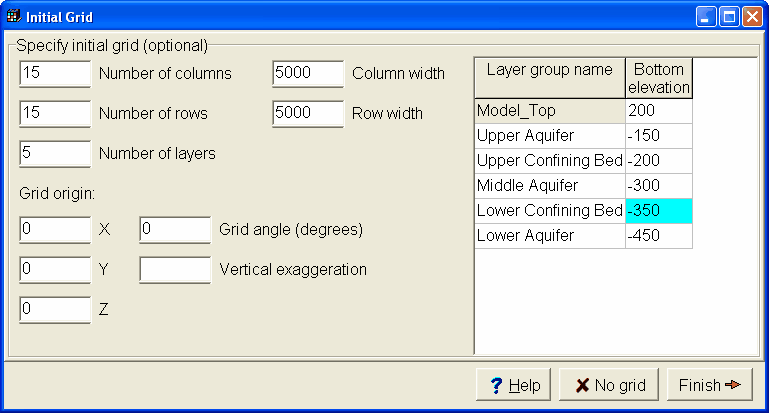 Initial Grid
Specify initial grid (optional)
15 Number of columns 5000 Column width
15 Number of rows 5000 Row width
5 Number of layers
Grid origin:
0 X 0 Grid angle (degrees)
0 Y Vertical exaggeration
0 Z
Layer group name Bottom elevation
Model_Top 200
Upper Aquifer -150
Upper Confining Bed -200
Middle Aquifer -300
Lower Confining Bed -350
Lower Aquifer -450
? Help No grid Finish